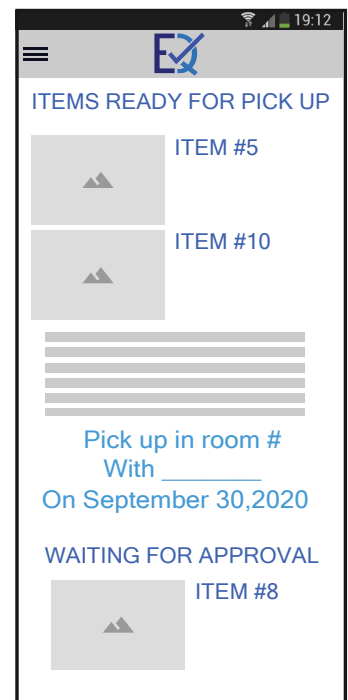 19:12
EQ
ITEMS READY FOR PICK UP
ITEM #5
ITEM #10
Pick up in room #
With _______
On September 30,2020
WAITING FOR APPROVAL
ITEM #8